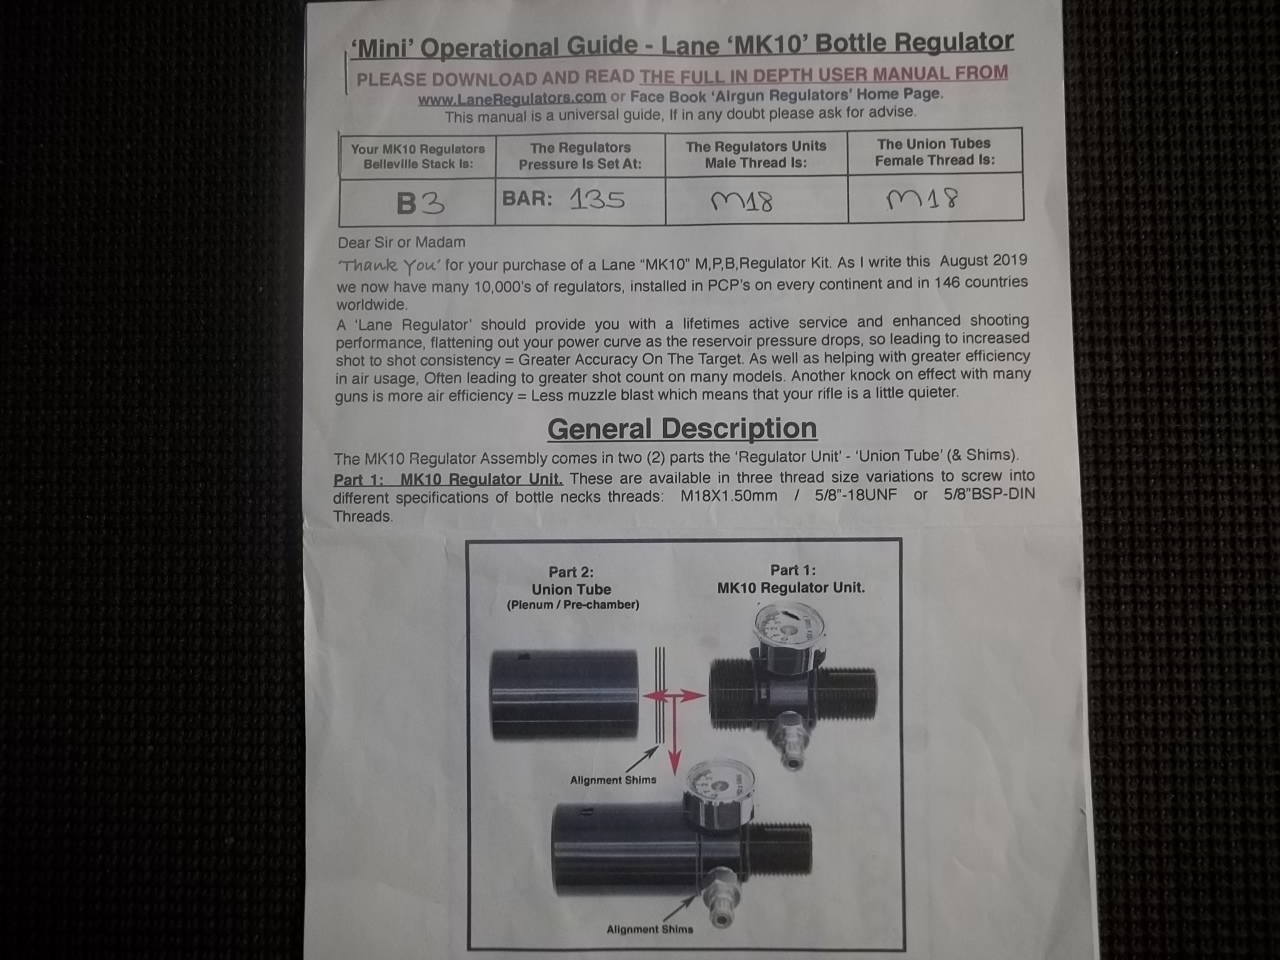 'Mini' Operational Guide - Lane 'MK10' Bottle Regulator
PLEASE DOWNLOAD AND READ THE FULL IN DEPTH USER MANUAL FROM
www.LaneRegulators.com or Face Book 'Airgun Regulators' Home Page.
This manual is a universal guide, If in any doubt please ask for advise.
Your MK10 Regulators
Belleville Stack Is:
The Regulators
Pressure Is Set At:
The Regulators Units
Male Thread Is:
The Union Tubes
Female Thread Is:
B3
BAR: 135
M18
M18
Dear Sir or Madam
'Thank You' for your purchase of a Lane "MK10" M,P,B,Regulator Kit. As I write this August 2019
we now have many 10,000's of regulators, installed in PCP's on every continent and in 146 countries
worldwide.
A 'Lane Regulator' should provide you with a lifetimes active service and enhanced shooting
performance, flattening out your power curve as the reservoir pressure drops, so leading to increased
shot to shot consistency = Greater Accuracy On The Target. As well as helping with greater efficiency
in air usage, Often leading to greater shot count on many models. Another knock on effect with many
guns is more air efficiency = Less muzzle blast which means that your rifle is a little quieter.
General Description
The MK10 Regulator Assembly comes in two (2) parts the 'Regulator Unit' - 'Union Tube' (& Shims).
Part 1: MK10 Regulator Unit. These are available in three thread size variations to screw into
different specifications of bottle necks threads: M18X1.50mm / 5/8"-18UNF or 5/8"BSP-DIN
Threads.
Part 2:
Union Tube
(Plenum / Pre-chamber)
Part 1:
MK10 Regulator Unit.
Alignment Shims
Alignment Shims